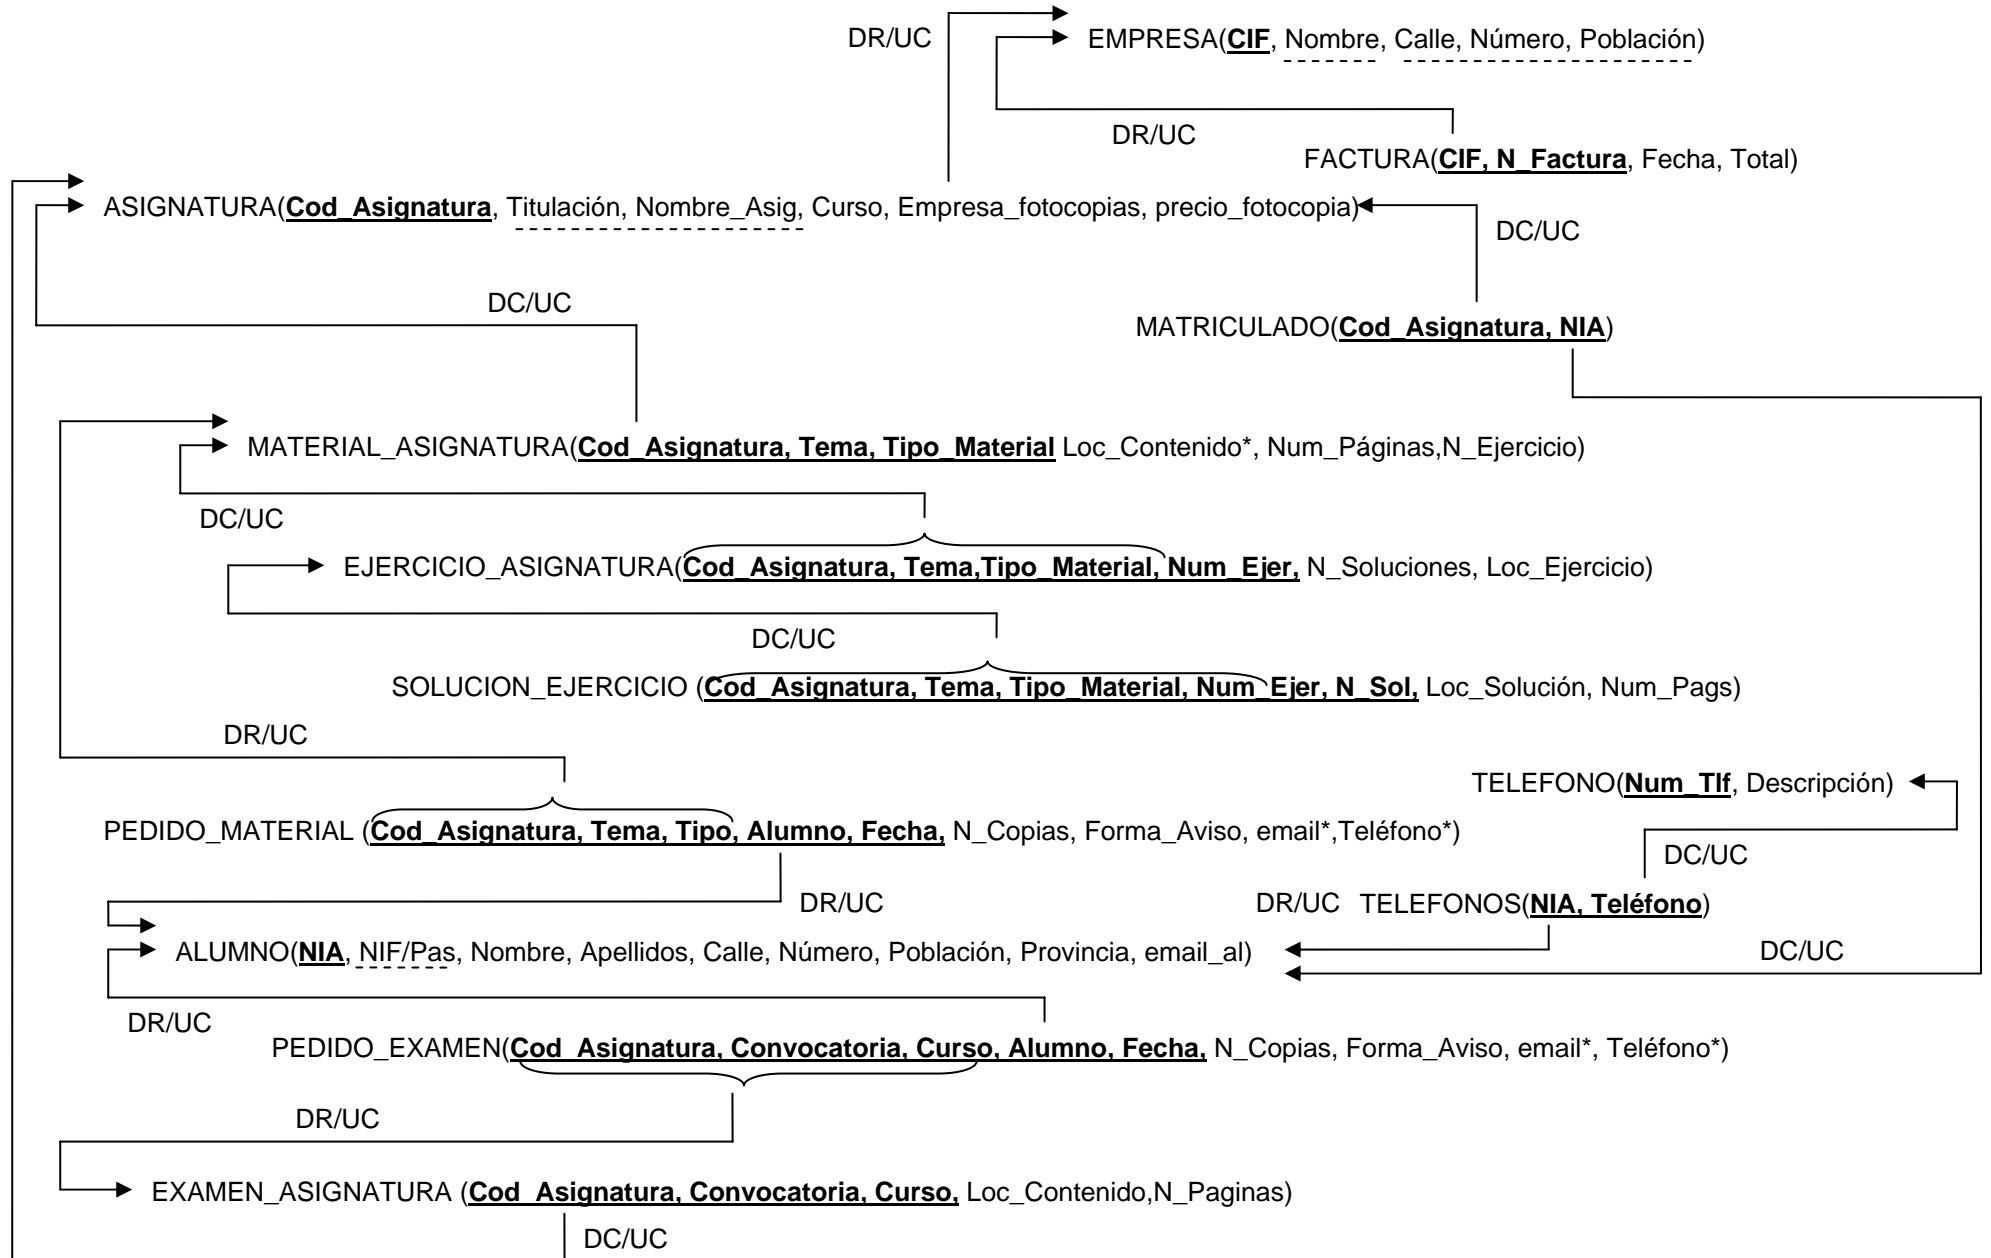 DR/UC
EMPRESA(CIF, Nombre, Calle, Número, Población)
DR/UC
FACTURA(CIF, N_Factura, Fecha, Total)
ASIGNATURA(Cod_Asignatura, Titulación, Nombre_Asig, Curso, Empresa_fotocopias, precio_fotocopia)
DC/UC
DC/UC
MATRICULADO(Cod_Asignatura, NIA)
MATERIAL_ASIGNATURA(Cod_Asignatura, Tema, Tipo_Material Loc_Contenido*, Num_Páginas,N_Ejercicio)
DC/UC
EJERCICIO_ASIGNATURA(Cod_Asignatura, Tema,Tipo_Material, Num_Ejer, N_Soluciones, Loc_Ejercicio)
DC/UC
SOLUCION_EJERCICIO (Cod_Asignatura, Tema, Tipo_Material, Num_Ejer, N_Sol, Loc_Solución, Num_Pags)
DR/UC
TELEFONO(Num_Tlf, Descripción)
PEDIDO_MATERIAL (Cod_Asignatura, Tema, Tipo, Alumno, Fecha, N_Copias, Forma_Aviso, email*,Teléfono*)
DC/UC
DR/UC
DR/UC
TELEFONOS(NIA, Teléfono)
ALUMNO(NIA, NIF/Pas, Nombre, Apellidos, Calle, Número, Población, Provincia, email_al)
DC/UC
DR/UC
PEDIDO_EXAMEN(Cod_Asignatura, Convocatoria, Curso, Alumno, Fecha, N_Copias, Forma_Aviso, email*, Teléfono*)
DR/UC
EXAMEN_ASIGNATURA (Cod_Asignatura, Convocatoria, Curso, Loc_Contenido,N_Paginas)
DC/UC